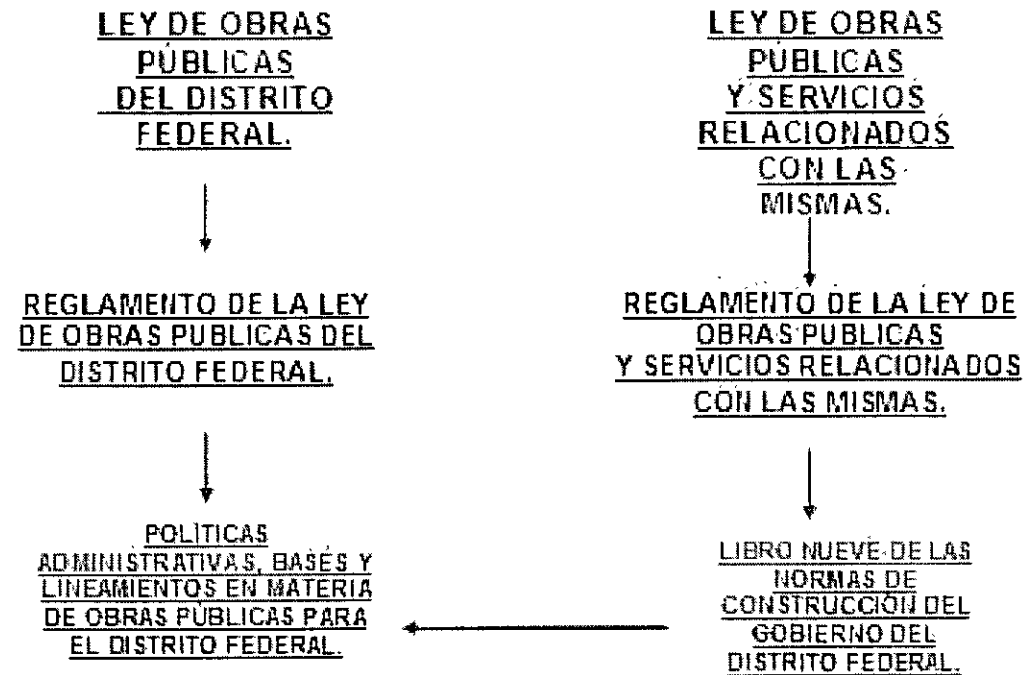 LEY DE OBRAS
PÚBLICAS
DEL DISTRITO
FEDERAL.
REGLAMENTO DE LA LEY
DE OBRAS PUBLICAS DEL
DISTRITO FEDERAL.
POLÍTICAS
ADMINISTRATIVAS, BASES Y
LINEAMIENTOS EN MATERIA
DE OBRAS PÚBLICAS PARA
EL DISTRITO FEDERAL.
LEY DE OBRAS
PÚBLICAS
Y SERVICIOS
RELACIONADOS
CON LAS
MISMAS.
REGLAMENTO DE LA LEY DE
OBRAS PUBLICAS
Y SERVICIOS RELACIONADOS
CON LAS MISMAS.
LIBRO NUEVE DE LAS
NORMAS DE
CONSTRUCCIÓN DEL
GOBIERNO DEL
DISTRITO FEDERAL.